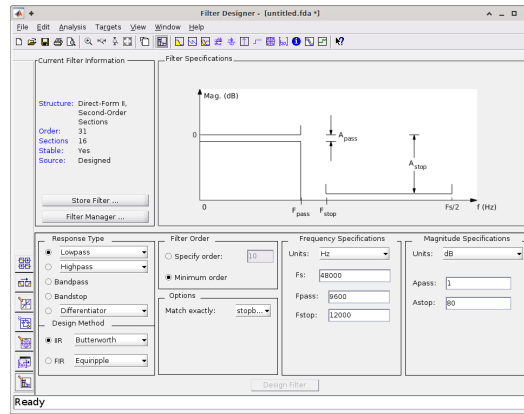 Filter Designer - [untitled.fda *]
File Edit Analysis Targets View Window Help
Current Filter Information
Structure: Direct-Form II, Second-Order Sections
Order: 31
Sections 16
Stable: Yes
Source: Designed
Store Filter ...
Filter Manager ...
Filter Specifications
Mag. (dB)
0
A pass
A stop
0
F pass
F stop
Fs/2
f (Hz)
Response Type
Lowpass
Highpass
Bandpass
Bandstop
Differentiator
Design Method
IIR Butterworth
FIR Equiripple
Filter Order
Specify order: 10
Minimum order
Options
Match exactly: stopb...
Frequency Specifications
Units: Hz
Fs: 48000
Fpass: 9600
Fstop: 12000
Magnitude Specifications
Units: dB
Apass: 1
Astop: 80
Design Filter
Ready